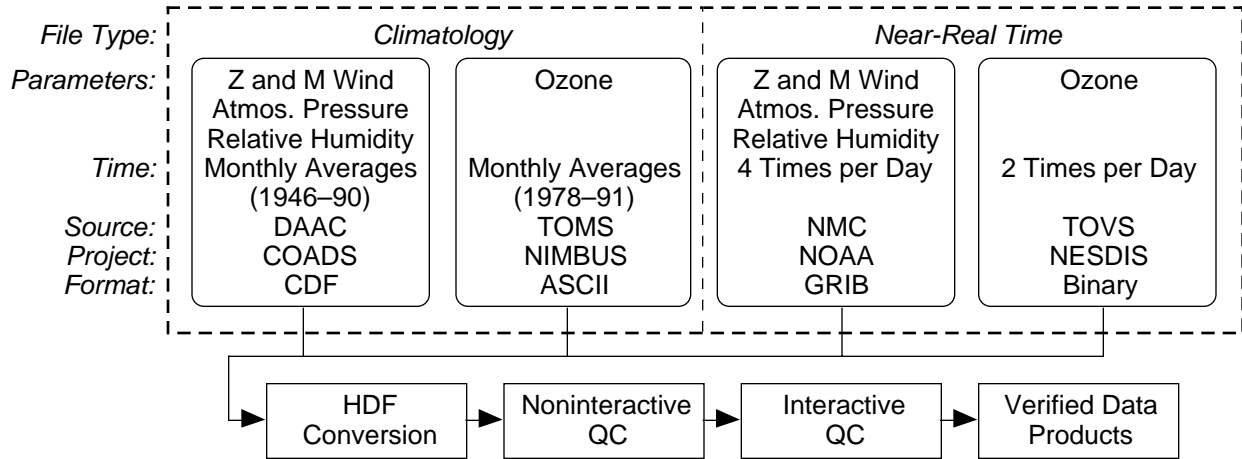 File Type: Climatology Near-Real Time
Parameters: Z and M Wind Ozone Z and M Wind Ozone
Atmos. Pressure Atmos. Pressure
Relative Humidity Relative Humidity
Time: Monthly Averages Monthly Averages 4 Times per Day 2 Times per Day
(1946–90) (1978–91)
Source: DAAC TOMS NMC TOVS
Project: COADS NIMBUS NOAA NESDIS
Format: CDF ASCII GRIB Binary
HDF Noninteractive Interactive Verified Data
Conversion QC QC Products